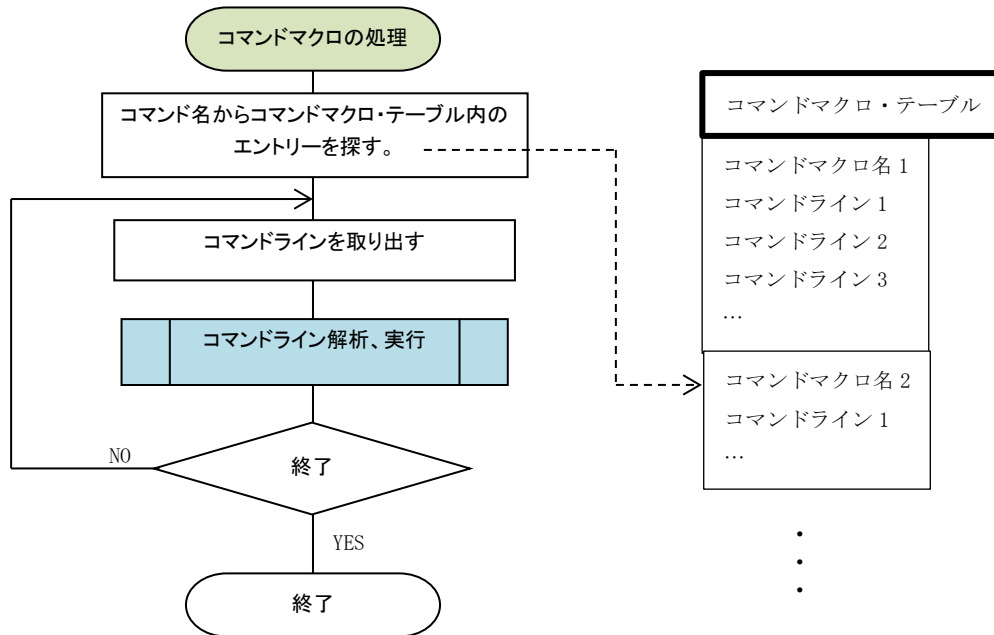 コマンドマクロの処理
コマンド名からコマンドマクロ・テーブル内の
エントリーを探す。
コマンドラインを取り出す
コマンドライン解析、実行
終了
NO
YES
終了
コマンドマクロ・テーブル
コマンドマクロ名 1
コマンドライン 1
コマンドライン 2
コマンドライン 3
…
コマンドマクロ名 2
コマンドライン 1
…
・
・
・